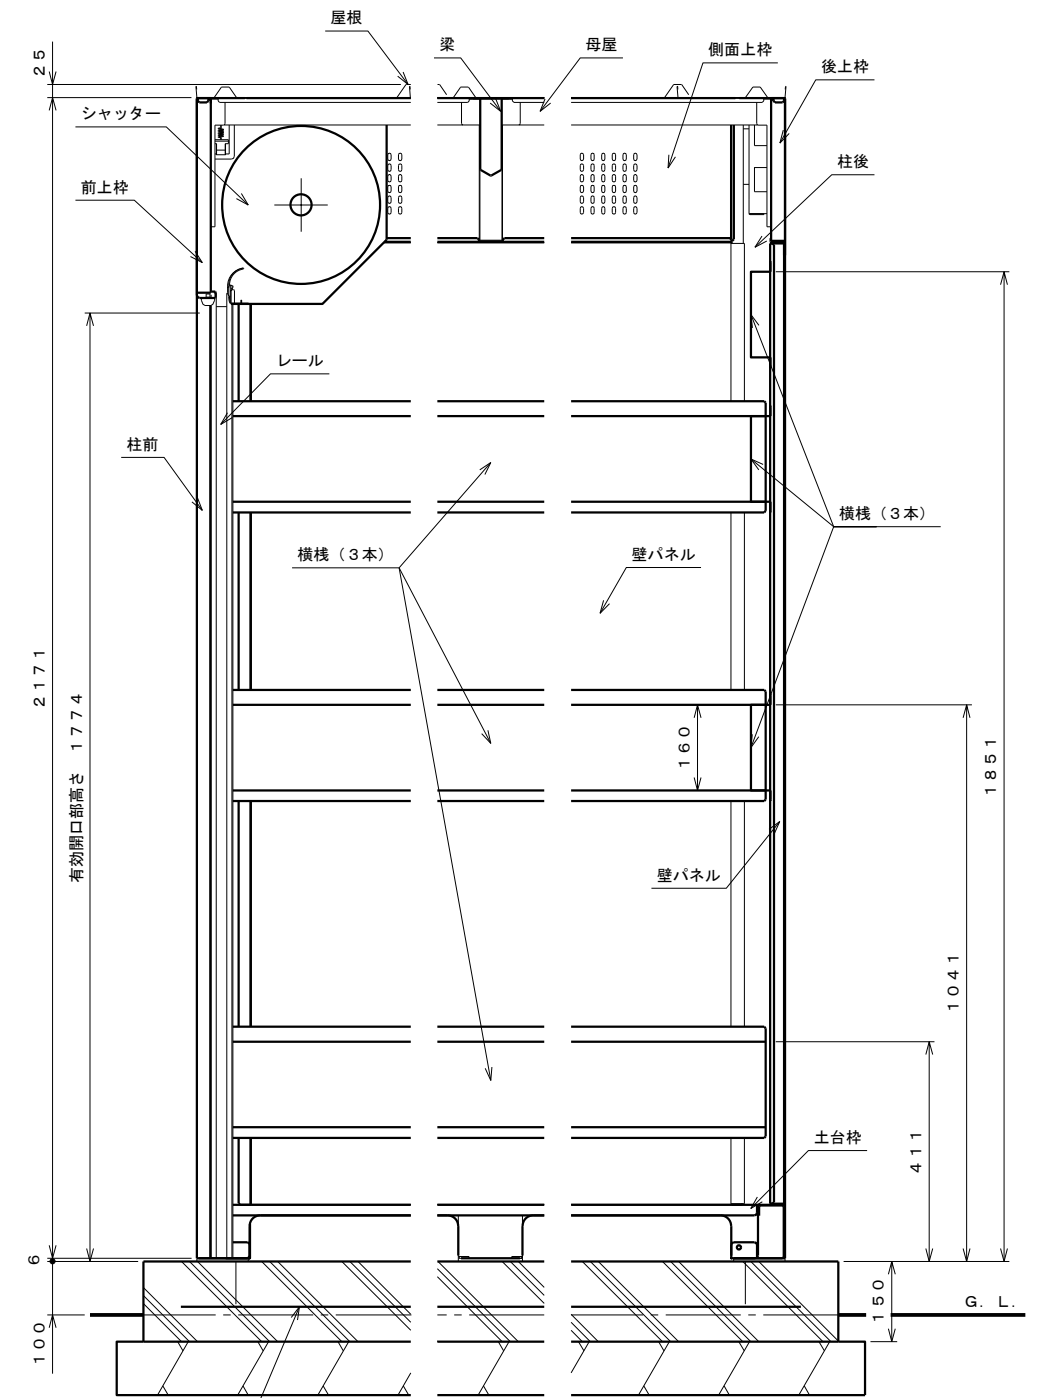 屋根
梁
母屋
側面上枠
後上枠
25
シャッター
柱後
前上枠
レール
柱前
横桟（3本）
横桟（3本）
壁パネル
2171
有効開口部高さ 1774
160
1851
壁パネル
1041
土台枠
411
6
150
G. L.
100